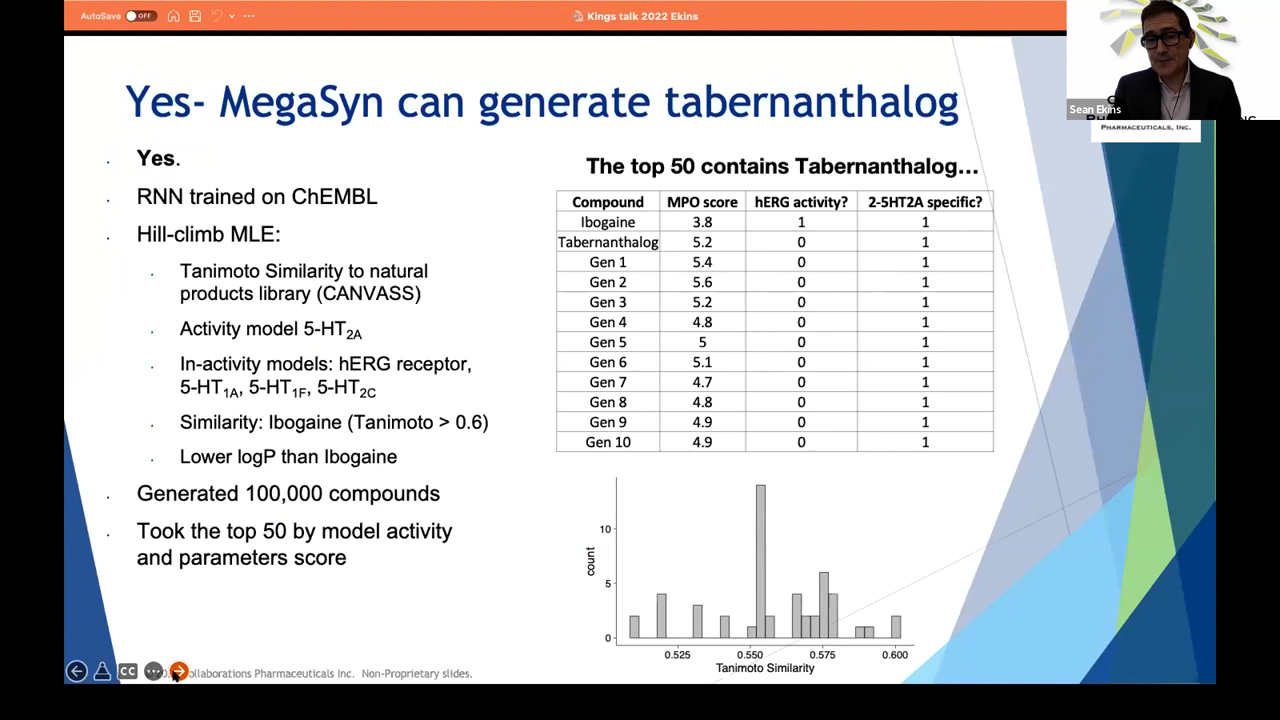 AutoSave OFF
Kings talk 2022 Ekins
Sean Ekins
PHARMACEUTICALS, INC.
Yes- MegaSyn can generate tabernanthalog
Yes.
RNN trained on ChEMBL
Hill-climb MLE:
Tanimoto Similarity to natural
products library (CANVASS)
Activity model 5-HT2A
In-activity models: hERG receptor,
5-HT1A, 5-HT1F, 5-HT2C
Similarity: Ibogaine (Tanimoto > 0.6)
Lower logP than Ibogaine
Generated 100,000 compounds
Took the top 50 by model activity
and parameters score
The top 50 contains Tabernanthalog…
Compound MPO score hERG activity? 2-5HT2A specific?
Ibogaine 3.8 1 1
Tabernanthalog 5.2 0 1
Gen 1 5.4 0 1
Gen 2 5.6 0 1
Gen 3 5.2 0 1
Gen 4 4.8 0 1
Gen 5 5 0 1
Gen 6 5.1 0 1
Gen 7 4.7 0 1
Gen 8 4.8 0 1
Gen 9 4.9 0 1
Gen 10 4.9 0 1
10
5
0
count
0.525 0.550 0.575 0.600
Tanimoto Similarity
CC
Pharmaceuticals Inc. Non-Proprietary slides.